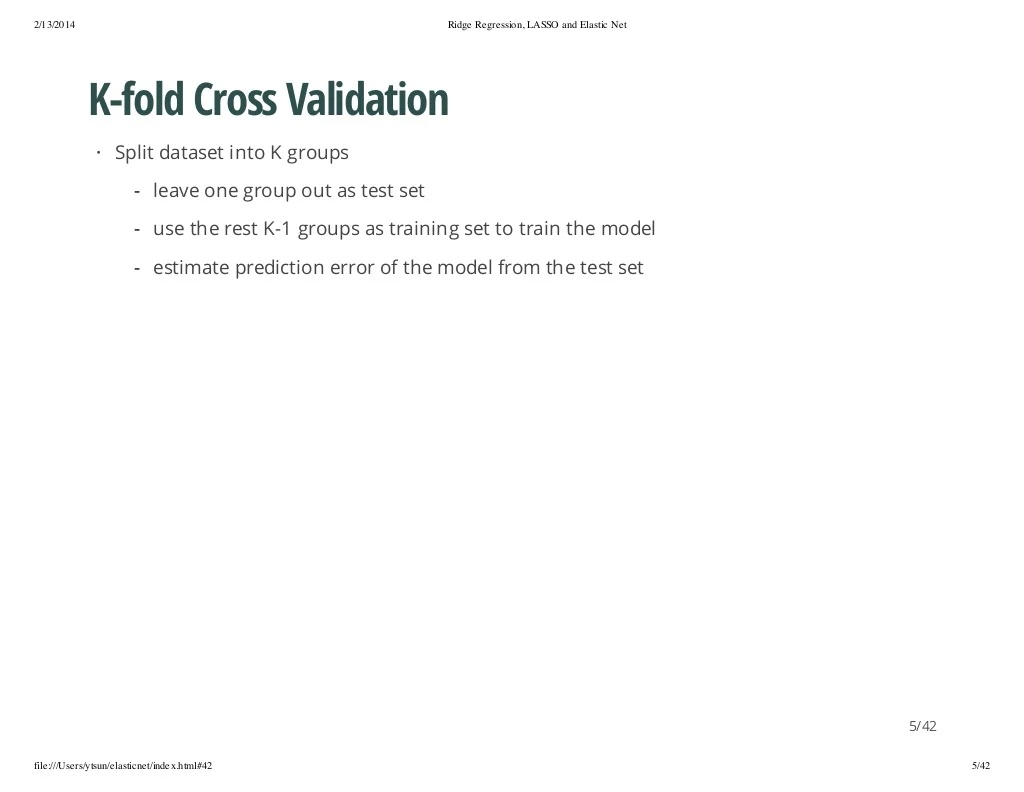 2/13/2014 Ridge Regression, LASSO and Elastic Net
K-fold Cross Validation
· Split dataset into K groups
- leave one group out as test set
- use the rest K-1 groups as training set to train the model
- estimate prediction error of the model from the test set
5/42
file:///Users/ytsun/elasticnet/index.html#42 5/42